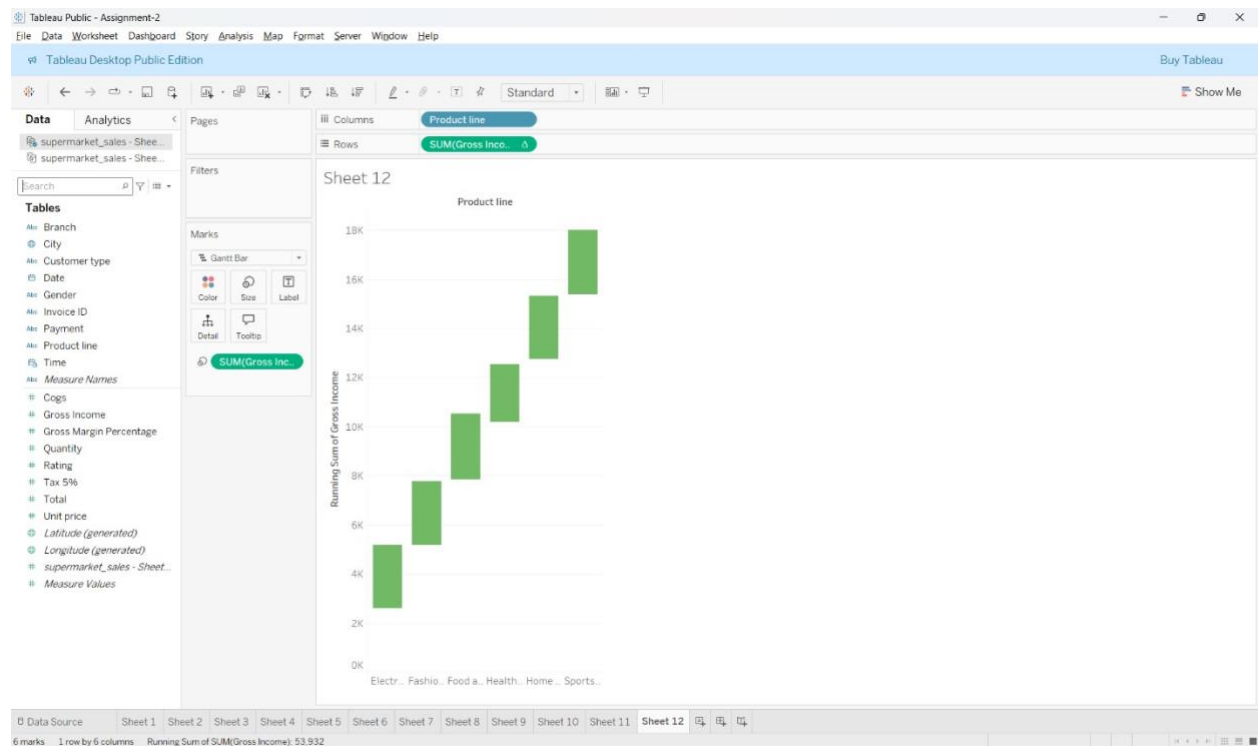 Tableau Public - Assignment-2
File Data Worksheet Dashboard Story Analysis Map Format Server Window Help
Tableau Desktop Public Edition
Buy Tableau
Standard
Show Me
Data Analytics
supermarket_sales - Shee...
supermarket_sales - Shee...
Search
Tables
Abc Branch
City
Abc Customer type
Date
Abc Gender
Abc Invoice ID
Abc Payment
Abc Product line
Time
Abc Measure Names
# Cogs
# Gross Income
# Gross Margin Percentage
# Quantity
# Rating
# Tax 5%
# Total
# Unit price
Latitude (generated)
Longitude (generated)
# supermarket_sales - Sheet...
# Measure Values
Pages
Filters
Marks
Gantt Bar
Color Size Label
Detail Tooltip
SUM(Gross Inc..
Columns Product line
Rows SUM(Gross Inco.. Δ
Sheet 12
Product line
Running Sum of Gross Income
18K
16K
14K
12K
10K
8K
6K
4K
2K
0K
Electr.. Fashio.. Food a.. Health.. Home .. Sports..
Data Source Sheet 1 Sheet 2 Sheet 3 Sheet 4 Sheet 5 Sheet 6 Sheet 7 Sheet 8 Sheet 9 Sheet 10 Sheet 11 Sheet 12
6 marks 1 row by 6 columns Running Sum of SUM(Gross Income): 53,932